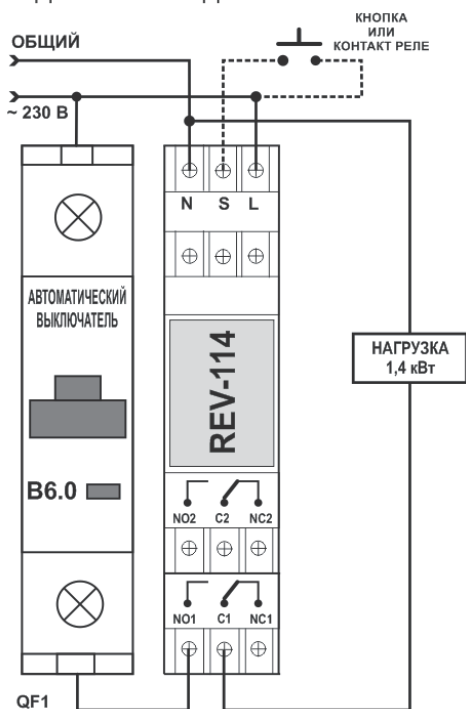 КНОПКА
ИЛИ
КОНТАКТ РЕЛЕ
ОБЩИЙ
~ 230 В
N S L
АВТОМАТИЧЕСКИЙ
ВЫКЛЮЧАТЕЛЬ
REV-114
НАГРУЗКА
1,4 кВт
B6.0
NO2 C2 NC2
NO1 C1 NC1
QF1